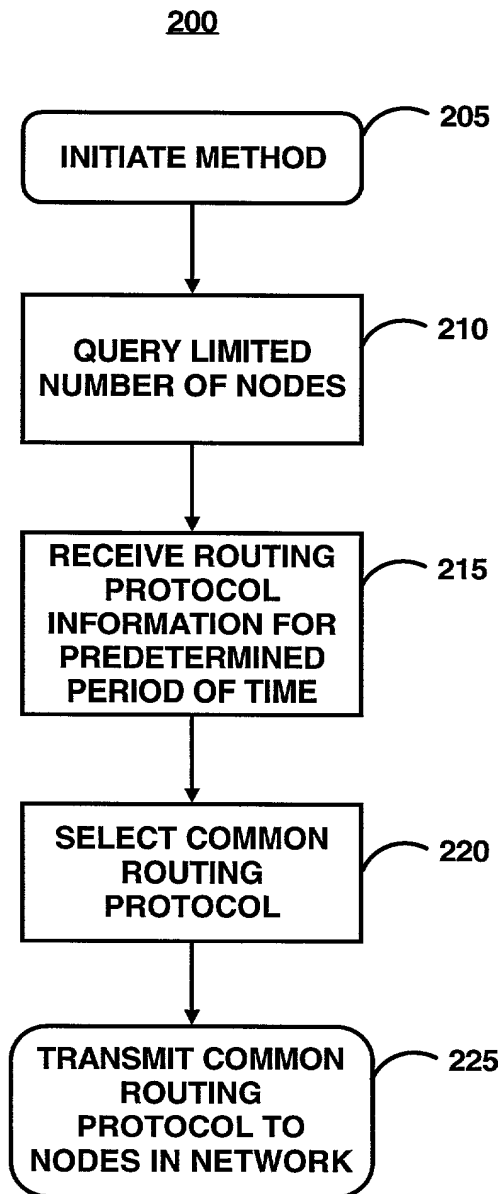 200
205
INITIATE METHOD
210
QUERY LIMITED
NUMBER OF NODES
RECEIVE ROUTING
PROTOCOL
INFORMATION FOR
PREDETERMINED
PERIOD OF TIME
215
SELECT COMMON
ROUTING
PROTOCOL
220
TRANSMIT COMMON
ROUTING
PROTOCOL TO
NODES IN NETWORK
225